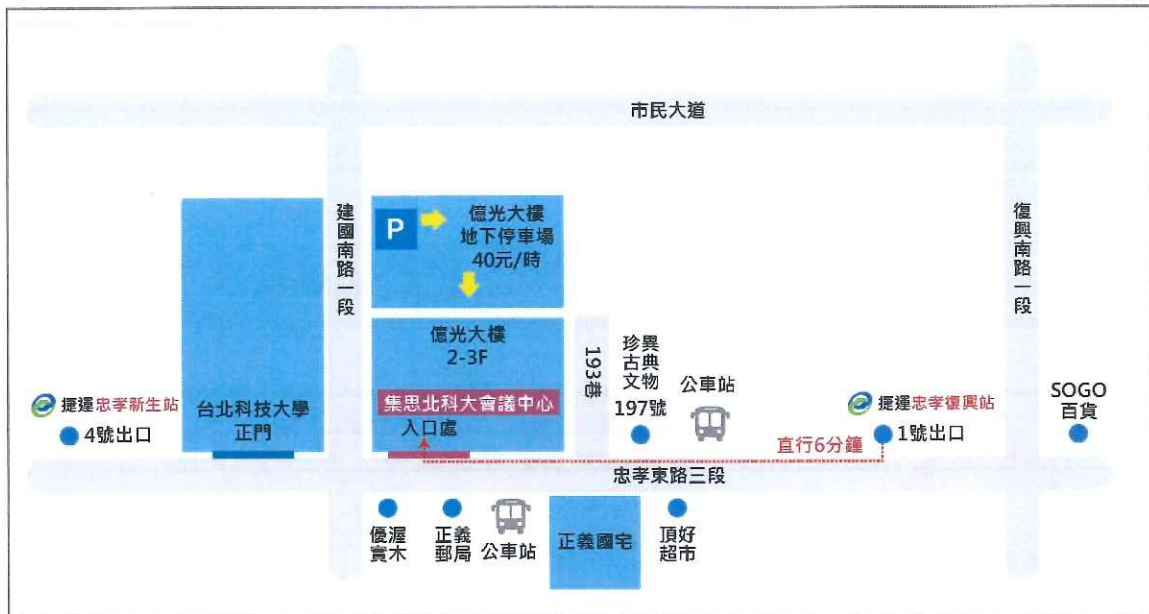 市民大道
建國南路一段
復興南路一段
P
億光大樓
地下停車場
40元/時
億光大樓
2-3F
集思北科大會議中心
入口處
193巷
珍異
古典
文物
197號
公車站
捷運忠孝新生站
4號出口
台北科技大學
正門
捷運忠孝復興站
1號出口
SOGO
百貨
直行6分鐘
忠孝東路三段
優渥
實木
正義
郵局
公車站
正義國宅
頂好
超市